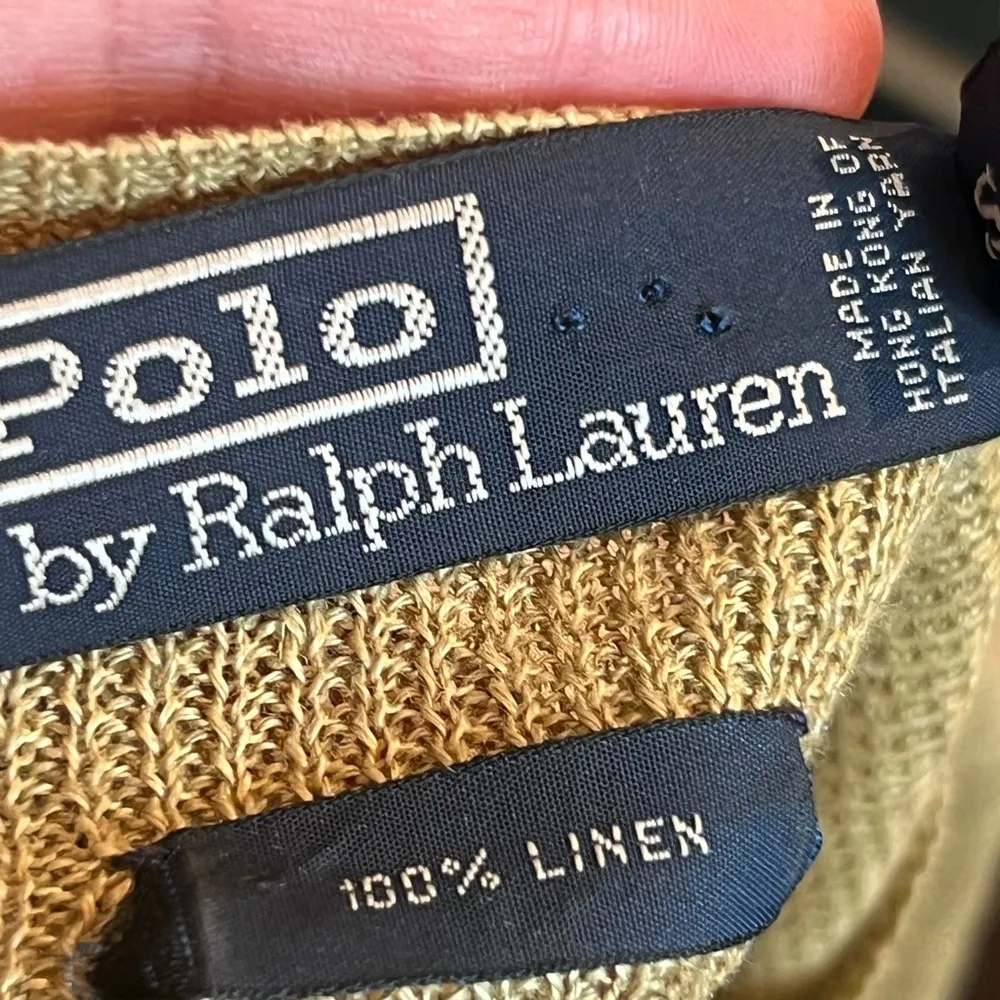 Polo
by Ralph Lauren
MADE IN
HONG KONG OF
ITALIAN YARN
100% LINEN